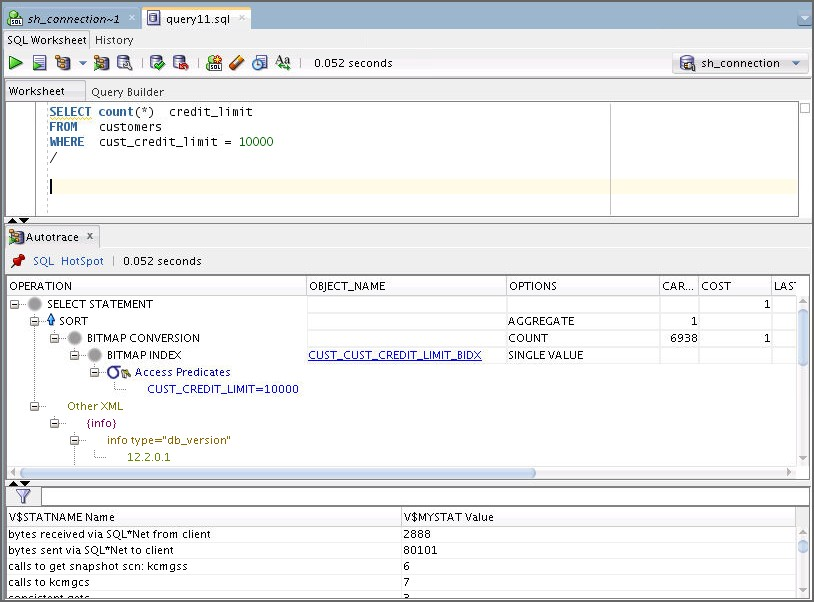 sh_connection~1 query11.sql
SQL Worksheet History
0.052 seconds sh_connection
Worksheet Query Builder
SELECT count(*) credit_limit
FROM customers
WHERE cust_credit_limit = 10000
/
Autotrace
SQL HotSpot 0.052 seconds
OPERATION OBJECT_NAME OPTIONS CAR... COST LAST
SELECT STATEMENT 1
SORT AGGREGATE 1
BITMAP CONVERSION COUNT 6938 1
BITMAP INDEX CUST_CUST_CREDIT_LIMIT_BIDX SINGLE VALUE
Access Predicates
CUST_CREDIT_LIMIT=10000
Other XML
{info}
info type="db_version"
12.2.0.1
V$STATNAME Name V$MYSTAT Value
bytes received via SQL*Net from client 2888
bytes sent via SQL*Net to client 80101
calls to get snapshot scn: kcmgss 6
calls to kcmgcs 7
consistent gets 3